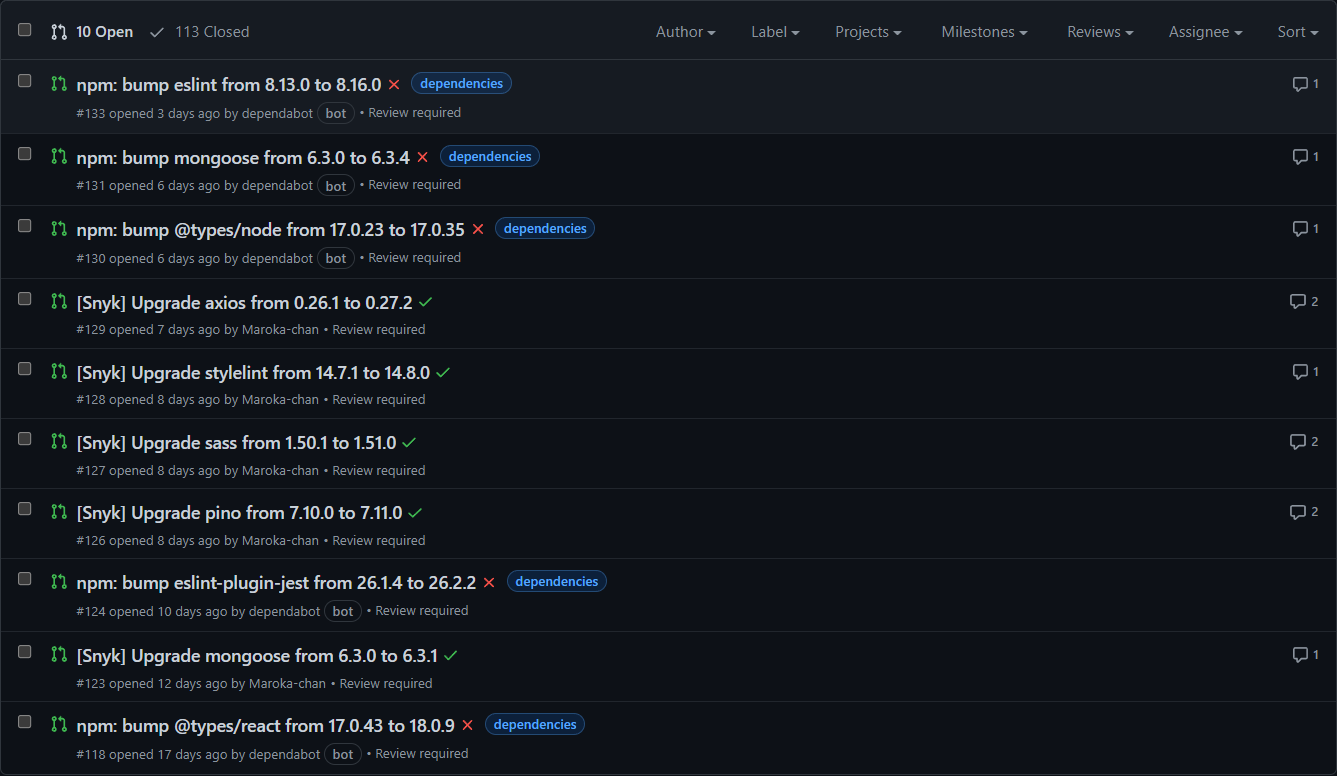 10 Open 113 Closed Author Label Projects Milestones Reviews Assignee Sort
npm: bump eslint from 8.13.0 to 8.16.0 dependencies 1
#133 opened 3 days ago by dependabot bot • Review required
npm: bump mongoose from 6.3.0 to 6.3.4 dependencies 1
#131 opened 6 days ago by dependabot bot • Review required
npm: bump @types/node from 17.0.23 to 17.0.35 dependencies 1
#130 opened 6 days ago by dependabot bot • Review required
[Snyk] Upgrade axios from 0.26.1 to 0.27.2 2
#129 opened 7 days ago by Maroka-chan • Review required
[Snyk] Upgrade stylelint from 14.7.1 to 14.8.0 1
#128 opened 8 days ago by Maroka-chan • Review required
[Snyk] Upgrade sass from 1.50.1 to 1.51.0 2
#127 opened 8 days ago by Maroka-chan • Review required
[Snyk] Upgrade pino from 7.10.0 to 7.11.0 2
#126 opened 8 days ago by Maroka-chan • Review required
npm: bump eslint-plugin-jest from 26.1.4 to 26.2.2 dependencies
#124 opened 10 days ago by dependabot bot • Review required
[Snyk] Upgrade mongoose from 6.3.0 to 6.3.1 1
#123 opened 12 days ago by Maroka-chan • Review required
npm: bump @types/react from 17.0.43 to 18.0.9 dependencies
#118 opened 17 days ago by dependabot bot • Review required